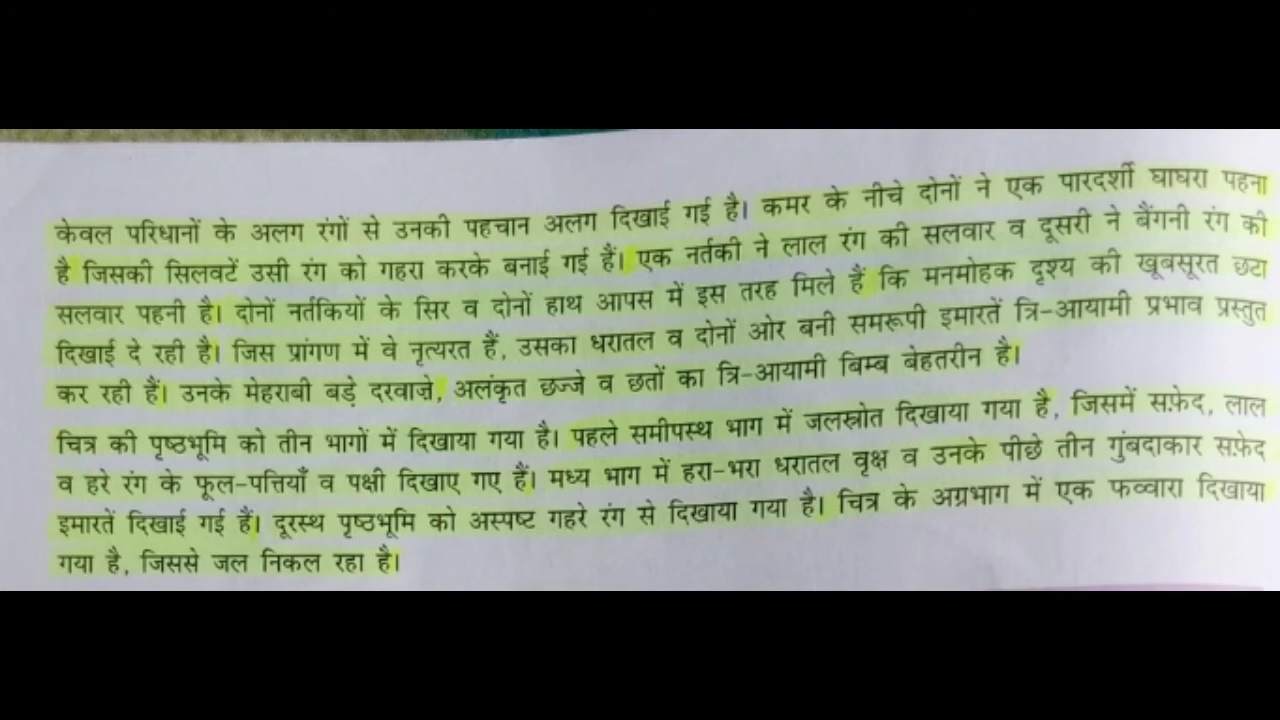 केवल परिधानों के अलग रंगों से उनकी पहचान अलग दिखाई गई है। कमर के नीचे दोनों ने एक पारदर्शी घाघरा पहना
है जिसकी सिलवटें उसी रंग को गहरा करके बनाई गई हैं। एक नर्तकी ने लाल रंग की सलवार व दूसरी ने बैंगनी रंग की
सलवार पहनी है। दोनों नर्तकियों के सिर व दोनों हाथ आपस में इस तरह मिले हैं कि मनमोहक दृश्य की खूबसूरत छटा
दिखाई दे रही है। जिस प्रांगण में वे नृत्यरत हैं, उसका धरातल व दोनों ओर बनी समरूपी इमारतें त्रि-आयामी प्रभाव प्रस्तुत
कर रही हैं। उनके मेहराबी बड़े दरवाज़े, अलंकृत छज्जे व छतों का त्रि-आयामी बिम्ब बेहतरीन है।
चित्र की पृष्ठभूमि को तीन भागों में दिखाया गया है। पहले समीपस्थ भाग में जलस्त्रोत दिखाया गया है, जिसमें सफ़ेद, लाल
व हरे रंग के फूल-पत्तियाँ व पक्षी दिखाए गए हैं। मध्य भाग में हरा-भरा धरातल वृक्ष व उनके पीछे तीन गुंबदाकार सफ़ेद
इमारतें दिखाई गई हैं। दूरस्थ पृष्ठभूमि को अस्पष्ट गहरे रंग से दिखाया गया है। चित्र के अग्रभाग में एक फव्वारा दिखाया
गया है, जिससे जल निकल रहा है।